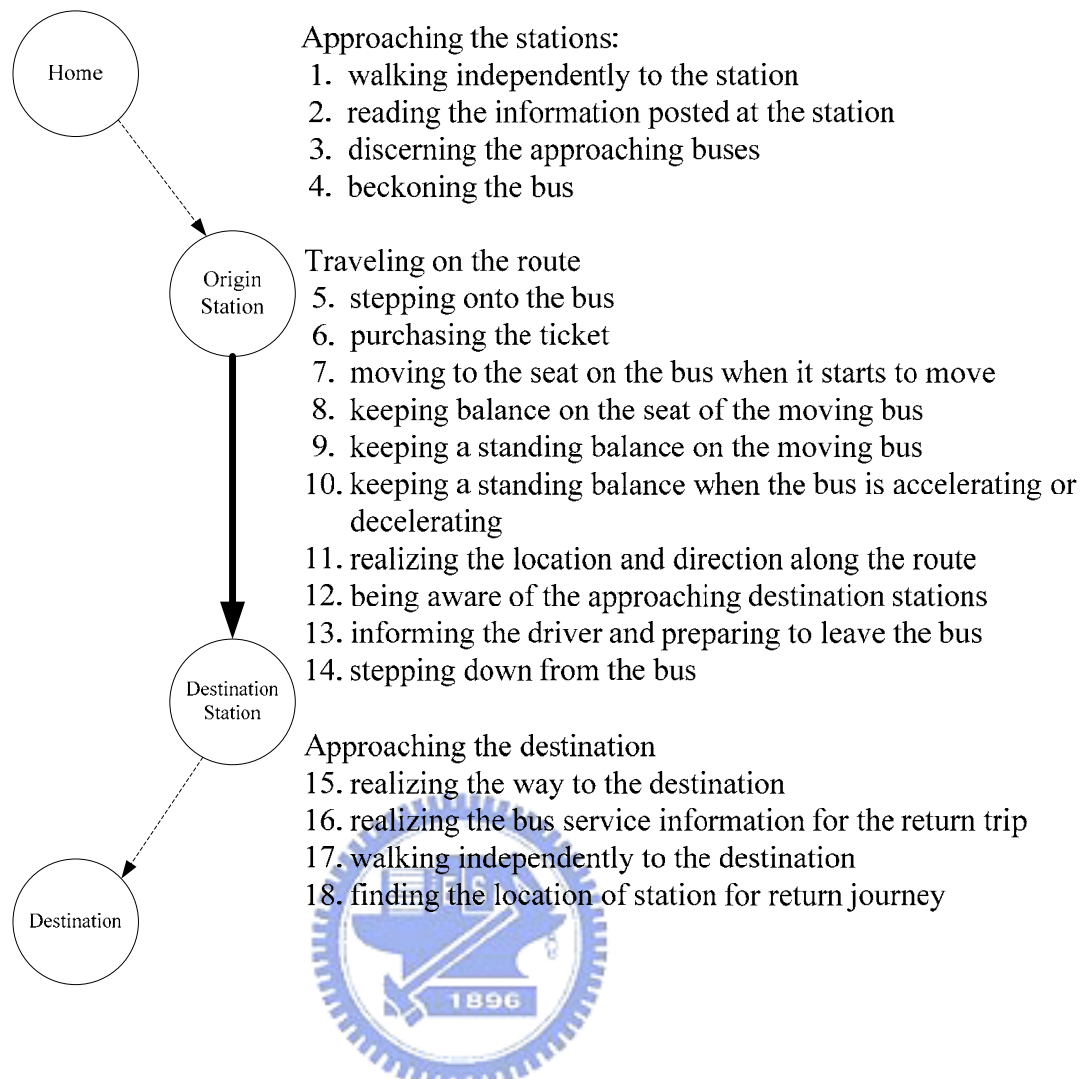 Home
Approaching the stations:
1. walking independently to the station
2. reading the information posted at the station
3. discerning the approaching buses
4. beckoning the bus
Origin
Station
Traveling on the route
5. stepping onto the bus
6. purchasing the ticket
7. moving to the seat on the bus when it starts to move
8. keeping balance on the seat of the moving bus
9. keeping a standing balance on the moving bus
10. keeping a standing balance when the bus is accelerating or
decelerating
11. realizing the location and direction along the route
12. being aware of the approaching destination stations
13. informing the driver and preparing to leave the bus
14. stepping down from the bus
Destination
Station
Approaching the destination
15. realizing the way to the destination
16. realizing the bus service information for the return trip
17. walking independently to the destination
18. finding the location of station for return journey
Destination
1896